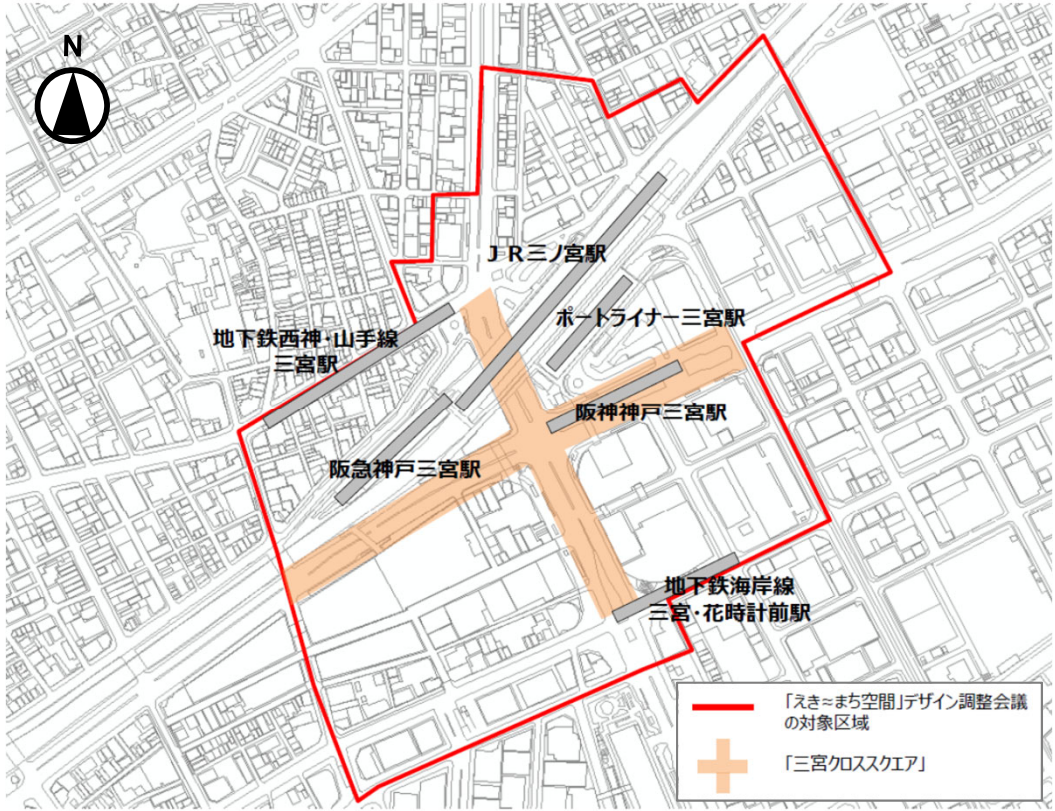 N
JR三ノ宮駅
ポートライナー三宮駅
地下鉄西神・山手線
三宮駅
阪神神戸三宮駅
阪急神戸三宮駅
地下鉄海岸線
三宮・花時計前駅
「えき≈まち空間」デザイン調整会議
の対象区域
「三宮クロススクエア」